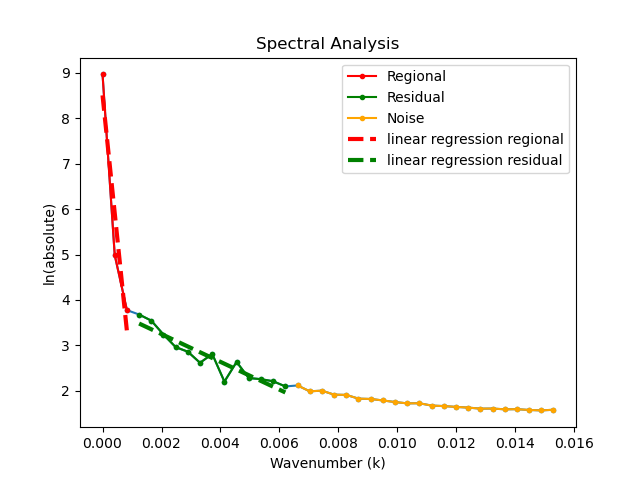 Spectral Analysis
Regional
Residual
Noise
linear regression regional
linear regression residual
ln(absolute)
9
8
7
6
5
4
3
2
0.000 0.002 0.004 0.006 0.008 0.010 0.012 0.014 0.016
Wavenumber (k)